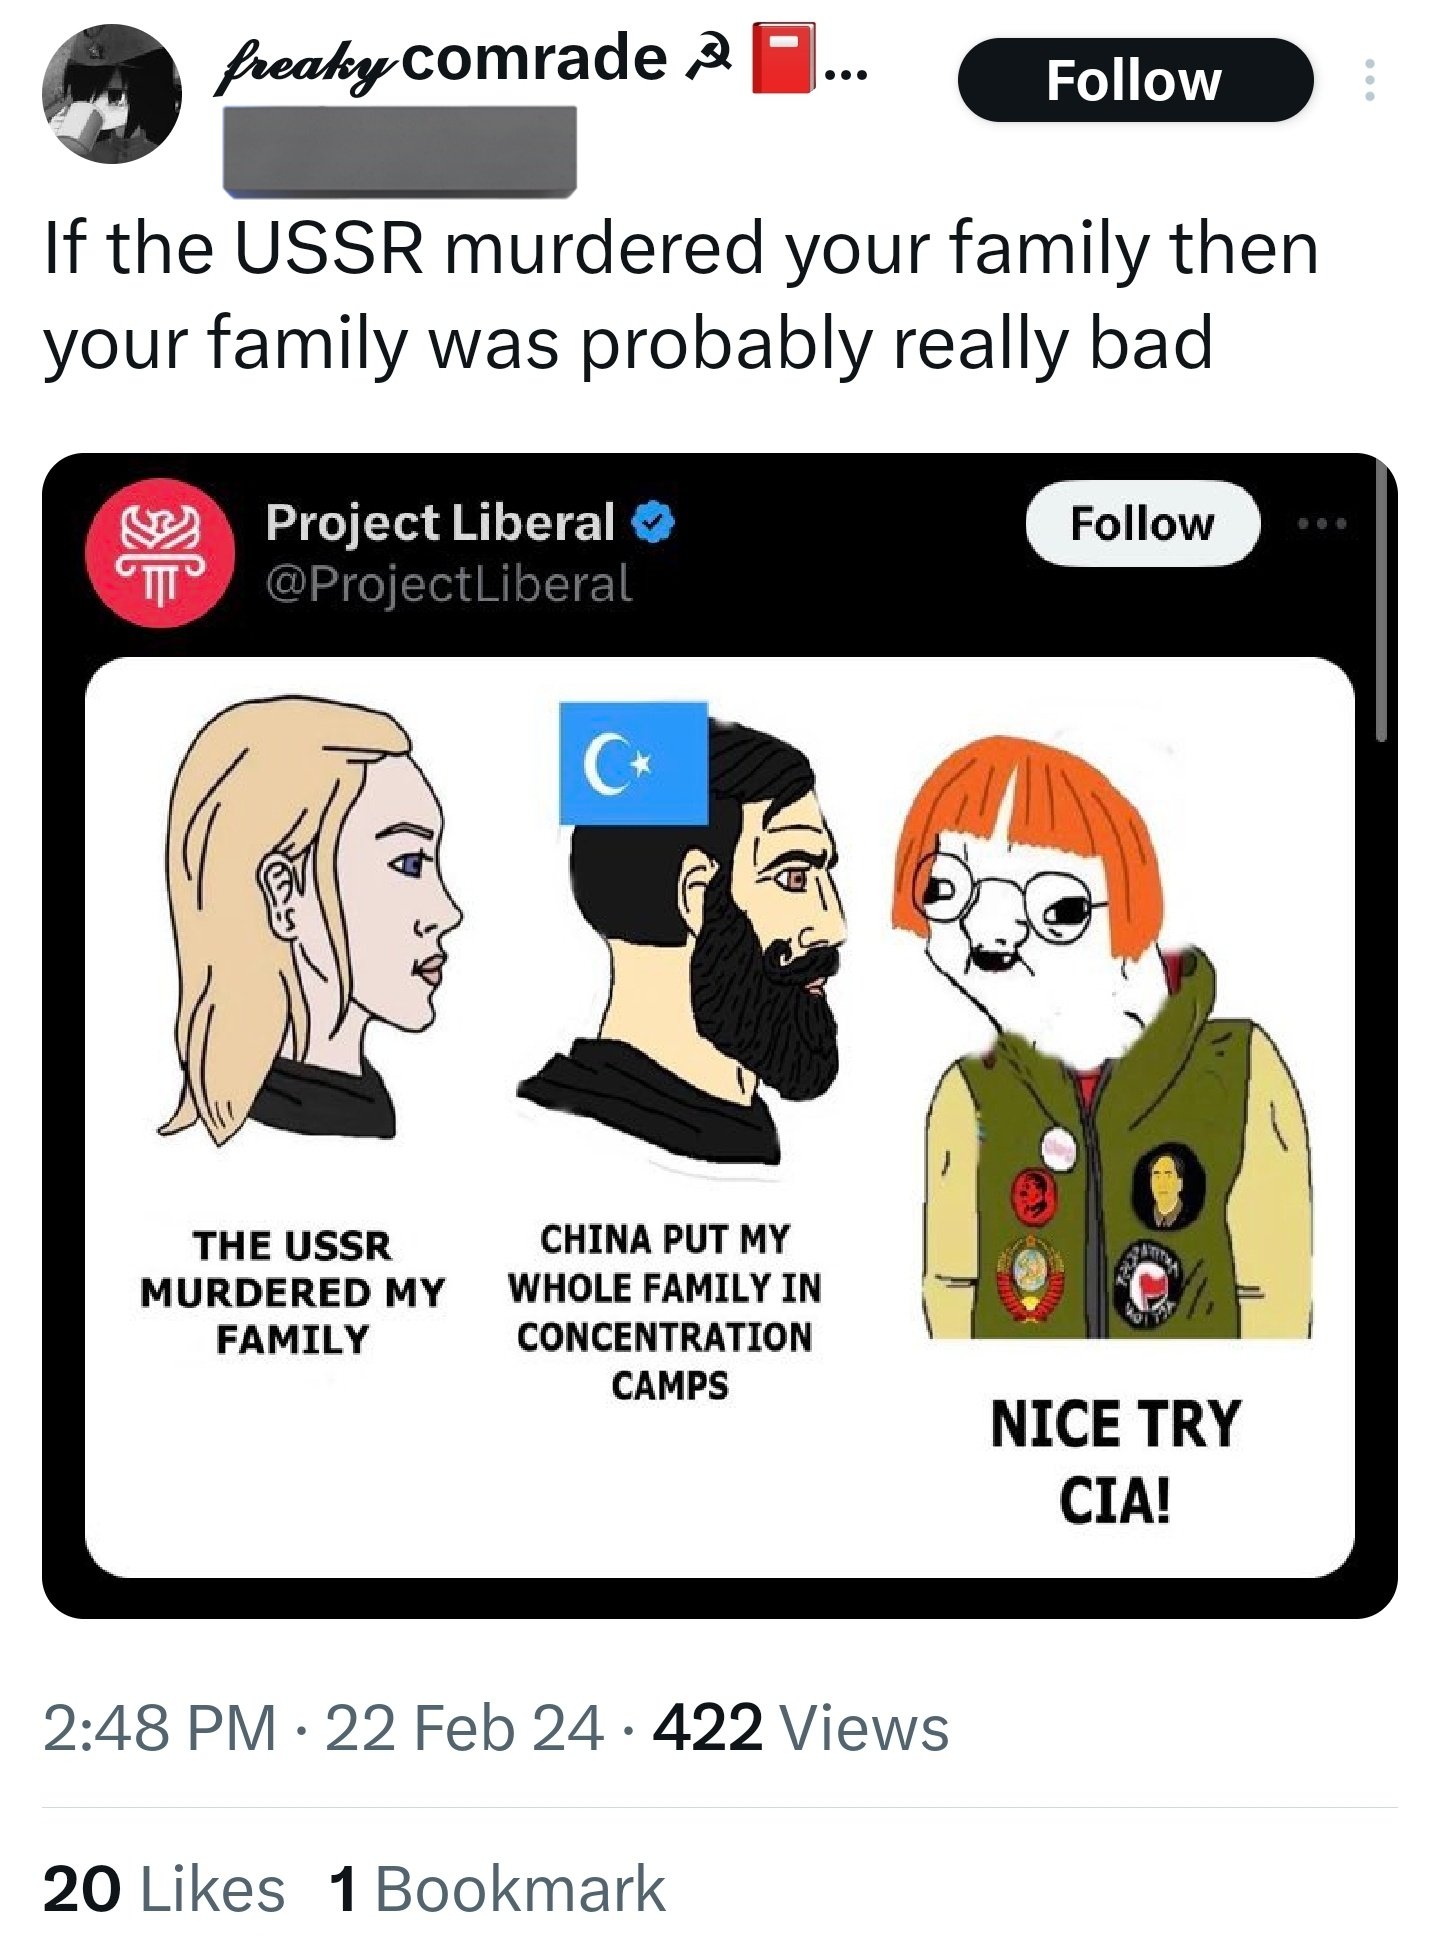 freaky comrade ☭ 📕...
Follow
If the USSR murdered your family then
your family was probably really bad
Project Liberal
@ProjectLiberal
Follow
THE USSR
MURDERED MY
FAMILY
CHINA PUT MY
WHOLE FAMILY IN
CONCENTRATION
CAMPS
NICE TRY
CIA!
2:48 PM · 22 Feb 24 · 422 Views
20 Likes 1 Bookmark